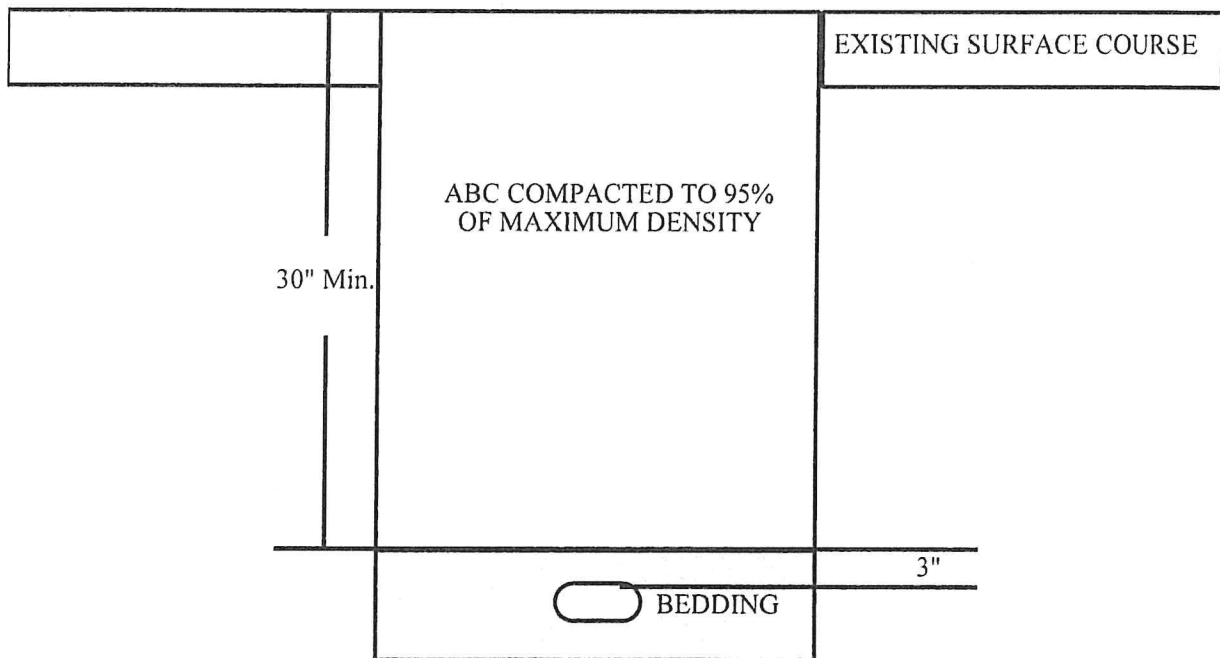 EXISTING SURFACE COURSE
ABC COMPACTED TO 95%
OF MAXIMUM DENSITY
30" Min.
3"
BEDDING